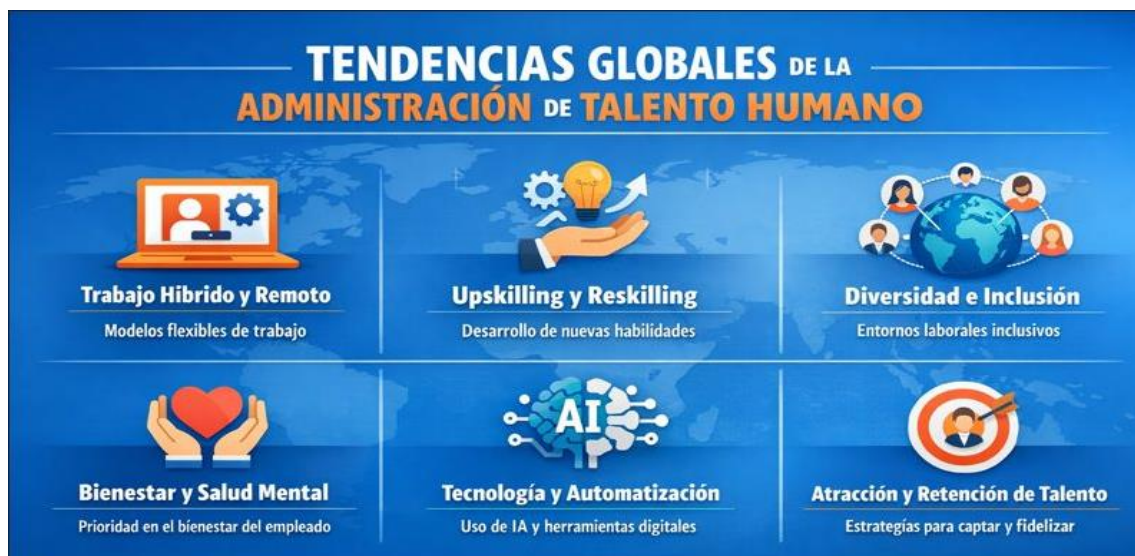 TENDENCIAS GLOBALES DE LA
ADMINISTRACIÓN DE TALENTO HUMANO
Trabajo Híbrido y Remoto
Modelos flexibles de trabajo
Upskilling y Reskilling
Desarrollo de nuevas habilidades
Diversidad e Inclusión
Entornos laborales inclusivos
Bienestar y Salud Mental
Prioridad en el bienestar del empleado
AI
Tecnología y Automatización
Uso de IA y herramientas digitales
Atracción y Retención de Talento
Estrategías para captar y fidelizar